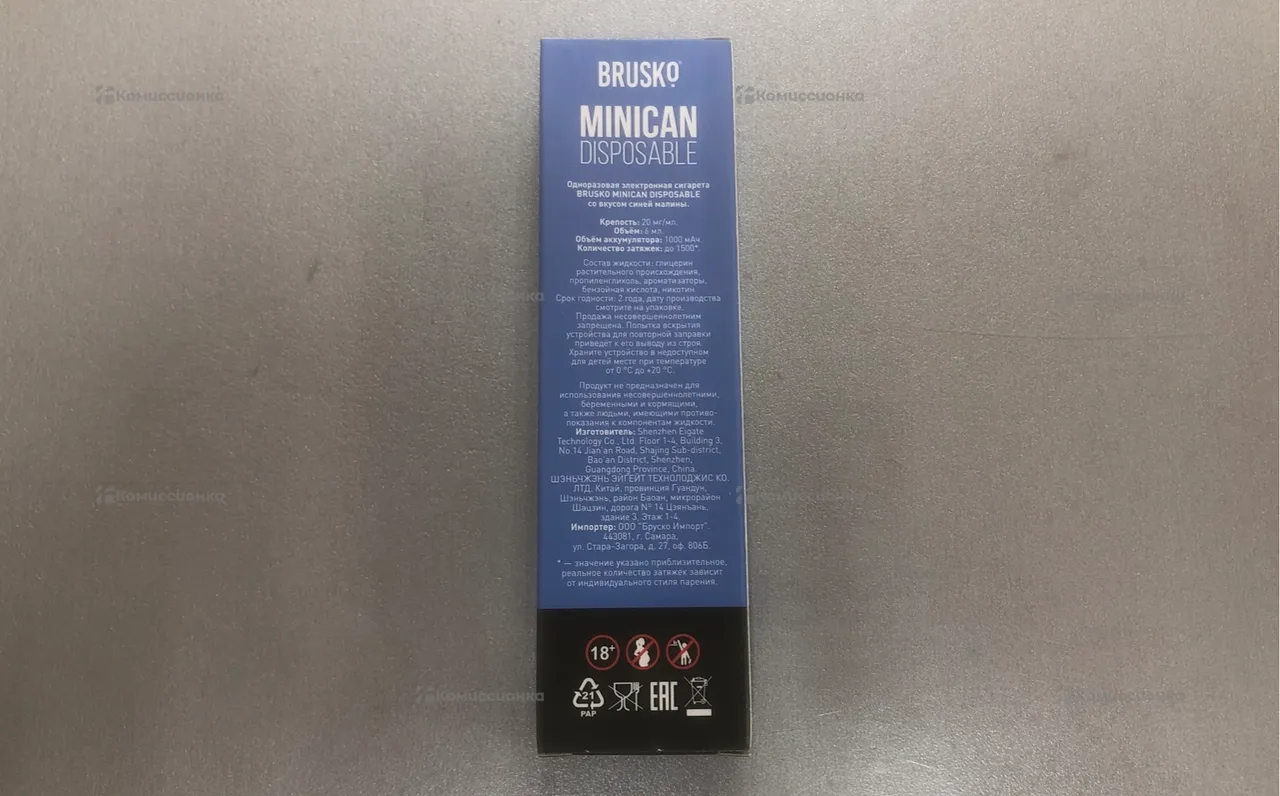 BRUSKO
MINICAN
DISPOSABLE
Одноразовая электронная сигарета
BRUSKO MINICAN DISPOSABLE
со вкусом синей малины.
Крепость: 20 мг/мл.
Объём: 6 мл.
Объём аккумулятора: 1000 мАч.
Количество затяжек: до 1500*.
Состав жидкости: глицерин
растительного происхождения,
пропиленгликоль, ароматизаторы,
бензойная кислота, никотин.
Срок годности: 2 года, дату производства
смотрите на упаковке.
Продажа несовершеннолетним
запрещена. Попытка вскрытия
устройства для повторной заправки
приведёт к его выводу из строя.
Храните устройство в недоступном
для детей месте при температуре
от 0 °C до +20 °C.
Продукт не предназначен для
использования несовершеннолетними,
беременными и кормящими,
а также людьми, имеющими противо-
показания к компонентам жидкости.
Изготовитель: Shenzhen Eigate
Technology Co., Ltd. Floor 1-4, Building 3,
No.14 Jian an Road, Shajing Sub-district,
Bao'an District, Shenzhen,
Guangdong Province, China.
ШЭНЬЧЖЭНЬ ЭЙГЕЙТ ТЕХНОЛОДЖИС КО.
ЛТД, Китай, провинция Гуандун,
Шэньчжэнь, район Баоан, микрорайон
Шацзин, дорога № 14 Цзянъань,
здание 3, Этаж 1-4.
Импортер: ООО "Бруско Импорт".
443081, г. Самара,
ул. Стара-Загора, д. 27, оф. 806Б.
* — значение указано приблизительное,
реальное количество затяжек зависит
от индивидуального стиля парения.
18+
21
PAP
EAC
Комиссионка
Комиссионка
Комиссионка
Комиссионка